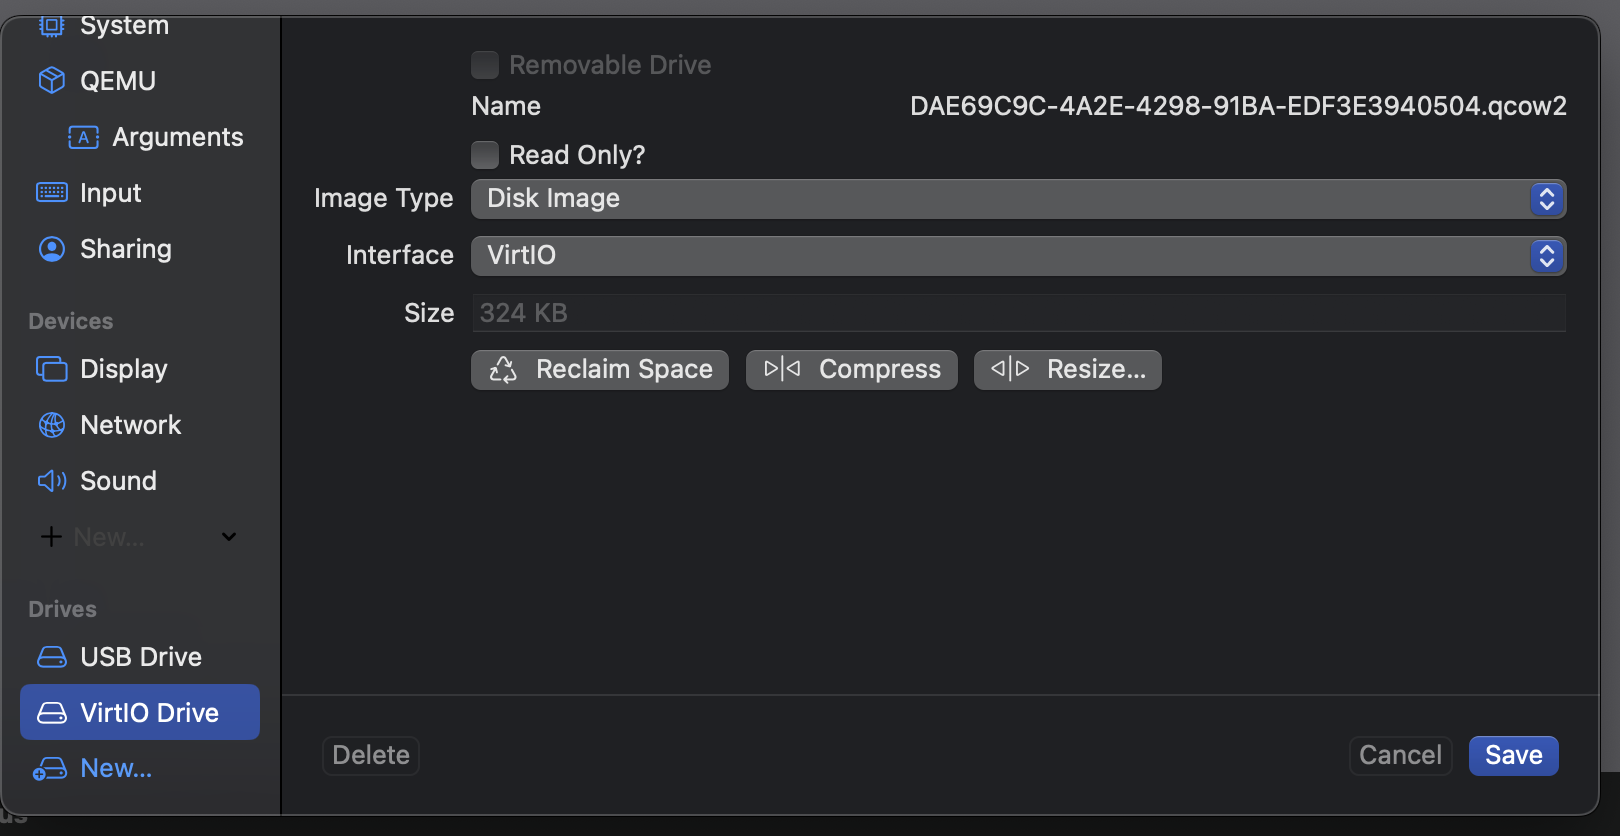 System
QEMU
A
Arguments
Input
Sharing
Devices
Display
Network
Sound
New...
Drives
USB Drive
VirtIO Drive
New...
Removable Drive
Name DAE69C9C-4A2E-4298-91BA-EDF3E3940504.qcow2
Read Only?
Image Type Disk Image
Interface VirtIO
Size 324 KB
Reclaim Space Compress Resize...
Delete Cancel Save